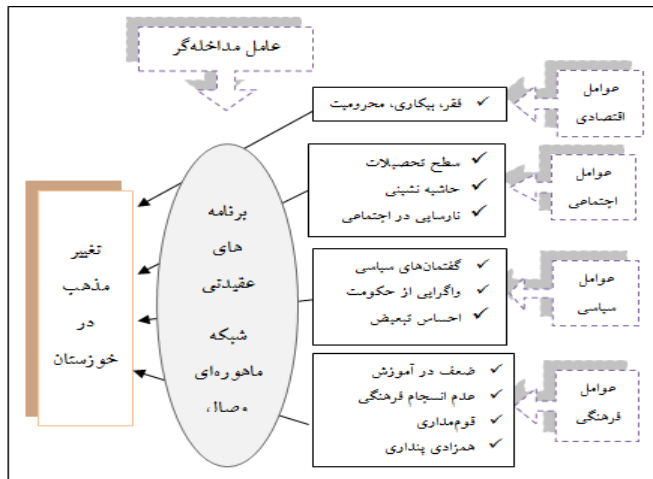 عامل مداخله‌گر
عوامل
اقتصادی
فقر، بیکاری، محرومیت
عوامل
اجتماعی
سطح تحصیلات
حاشیه نشینی
نارسایی در اجتماعی
عوامل
سیاسی
گفتمان‌های سیاسی
واگرایی از حکومت
احساس تبعیض
عوامل
فرهنگی
ضعف در آموزش
عدم انسجام فرهنگی
قوم‌مداری
همزادی پنداری
برنامه
های
عقیدتی
شبکه
ماهوره‌ای
وصال
تغییر
مذهب
در
خوزستان